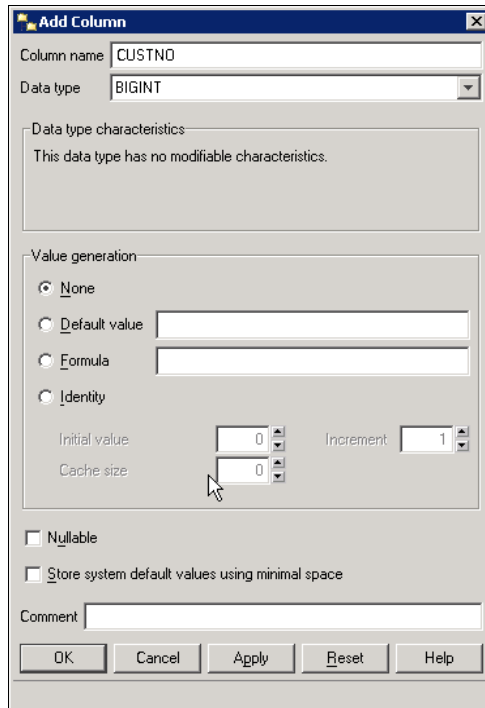 Add Column
Column name CUSTNO
Data type BIGINT
Data type characteristics
This data type has no modifiable characteristics.
Value generation
None
Default value
Formula
Identity
Initial value 0 Increment 1
Cache size 0
Nullable
Store system default values using minimal space
Comment
OK Cancel Apply Reset Help